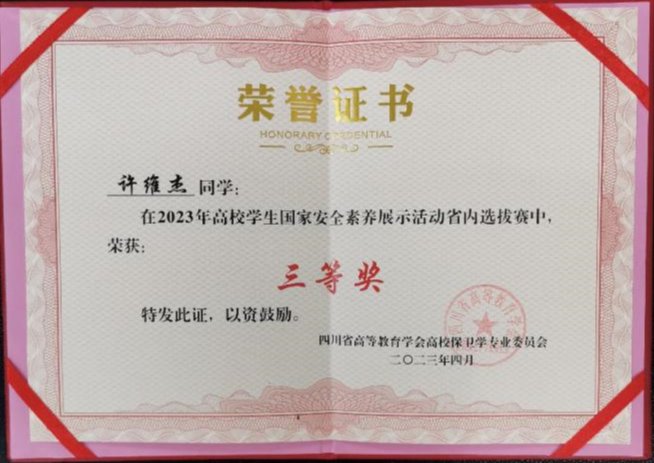 荣誉证书
HONORARY CREDENTIAL
许维杰 同学：
在2023年高校学生国家安全素养展示活动省内选拔赛中，
荣获：
三等奖
特发此证，以资鼓励。
四川省高等教育学会高校保卫学专业委员会
二〇二三年四月